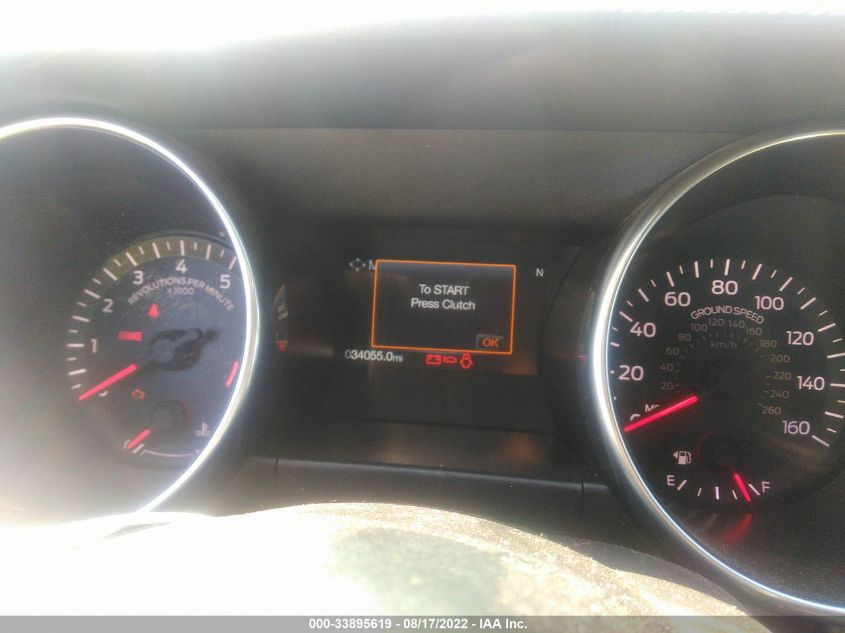 1 2 3 4 5
REVOLUTIONS PER MINUTE
x1000
BRAKE
To START
Press Clutch
OK
N
034055.0mi
20 40 60 80 100 120 140 160
GROUND SPEED
20 40 60 80 100 120 140 160 180 200 220 240 260
km/h
E F
000-33895619 - 08/17/2022 - IAA Inc.